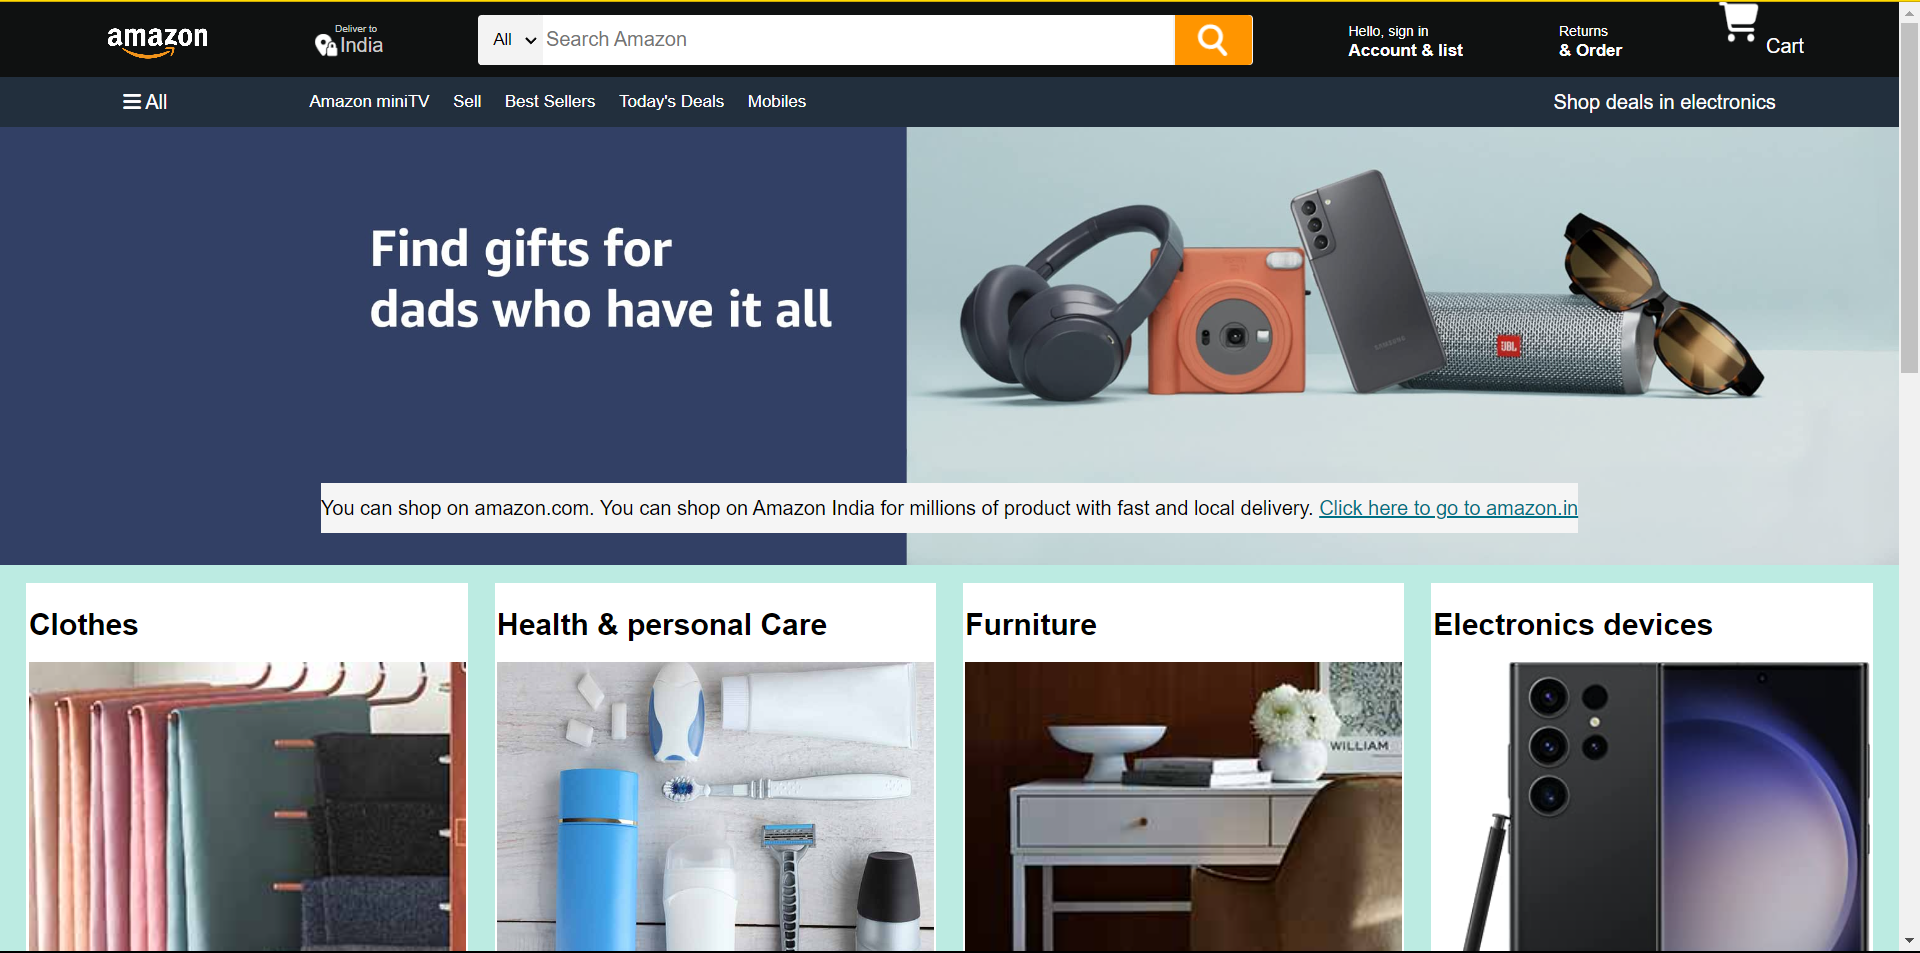 amazon
Deliver to
India
All
Search Amazon
Hello, sign in
Account & list
Returns
& Order
Cart
All
Amazon miniTV
Sell
Best Sellers
Today's Deals
Mobiles
Shop deals in electronics
Find gifts for
dads who have it all
SAMSUNG
JBL
You can shop on amazon.com. You can shop on Amazon India for millions of product with fast and local delivery. Click here to go to amazon.in
Clothes
Health & personal Care
Furniture
Electronics devices
WILLIAM